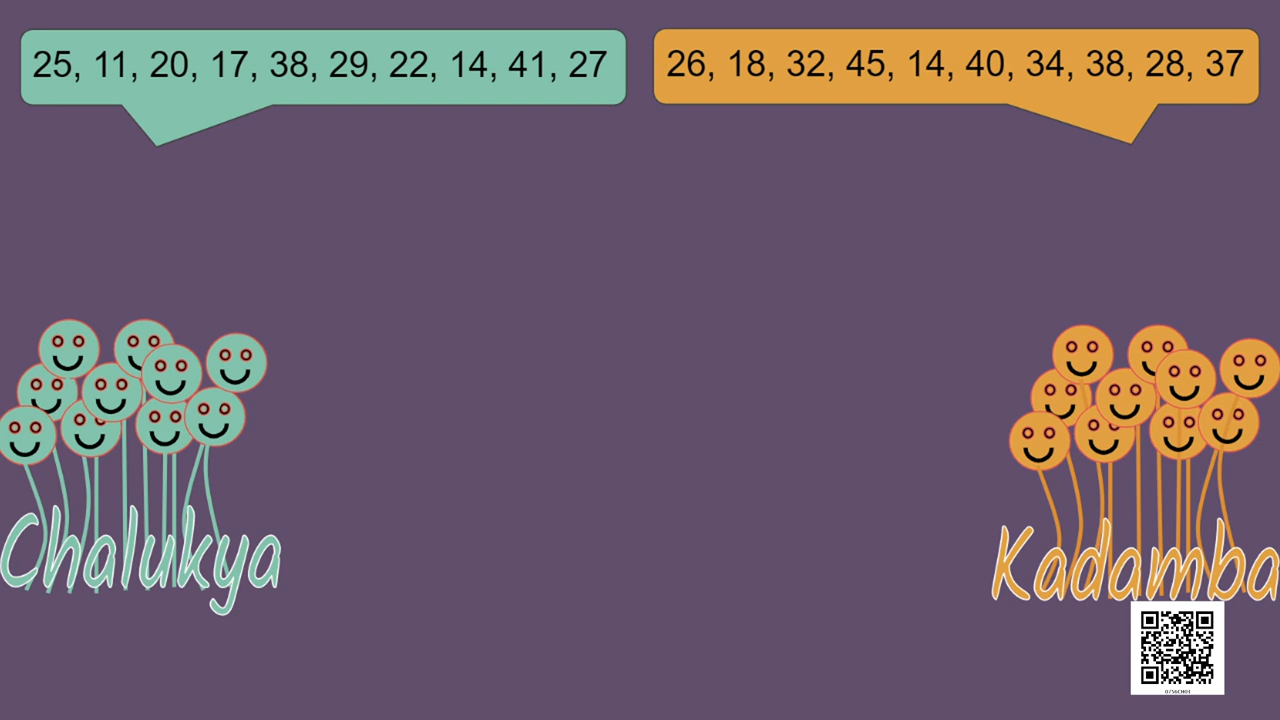 25, 11, 20, 17, 38, 29, 22, 14, 41, 27
26, 18, 32, 45, 14, 40, 34, 38, 28, 37
Chalukya
Kadamba